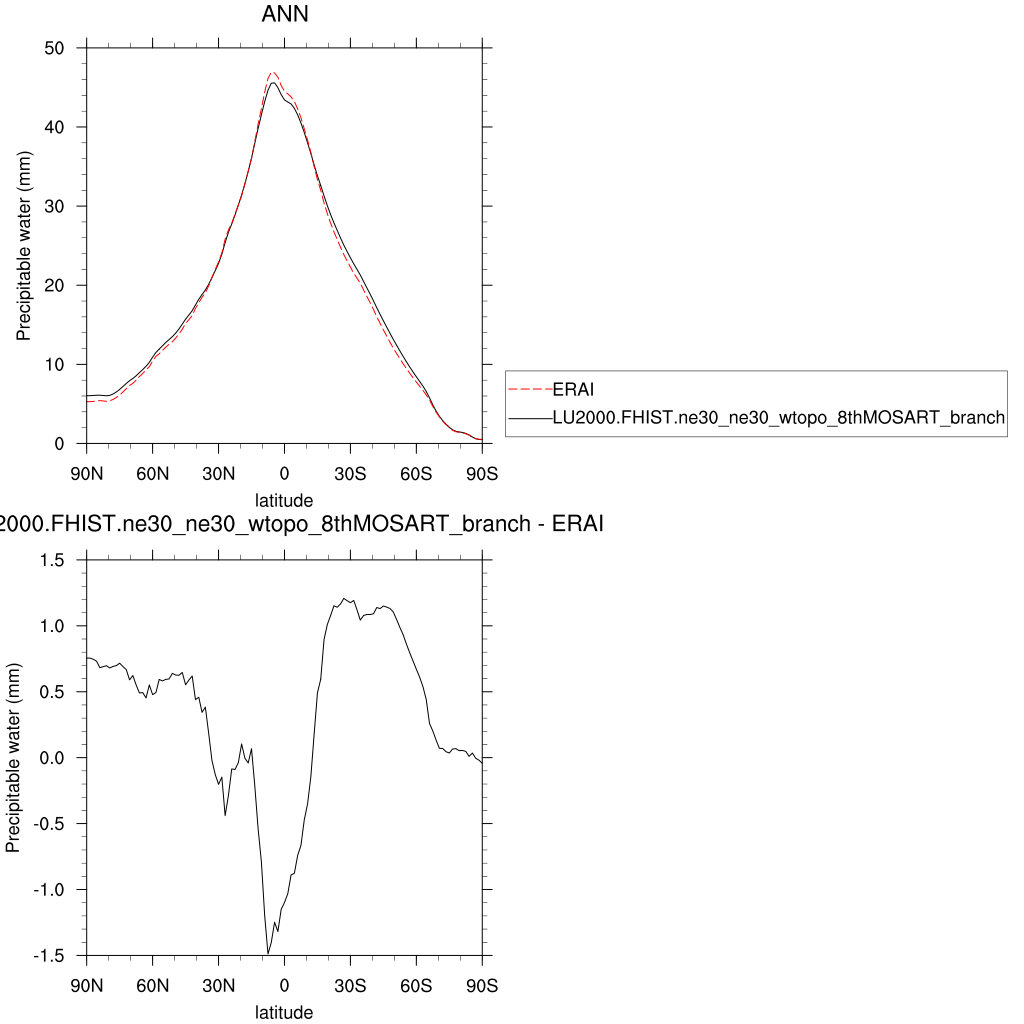 ANN
50
40
30
20
10
0
Precipitable water (mm)
90N 60N 30N 0 30S 60S 90S
latitude
ERAI
LU2000.FHIST.ne30_ne30_wtopo_8thMOSART_branch
2000.FHIST.ne30_ne30_wtopo_8thMOSART_branch - ERAI
1.5
1.0
0.5
0.0
-0.5
-1.0
-1.5
Precipitable water (mm)
90N 60N 30N 0 30S 60S 90S
latitude